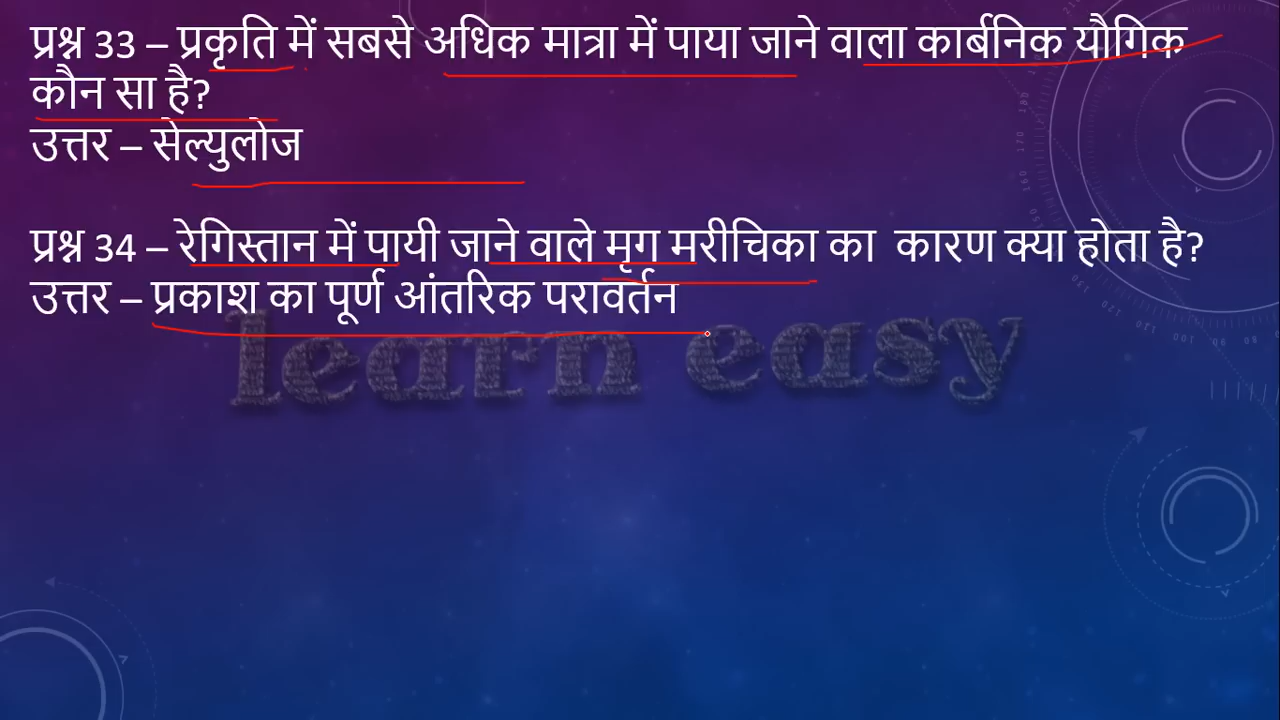 प्रश्न 33 – प्रकृति में सबसे अधिक मात्रा में पाया जाने वाला कार्बनिक यौगिक
कौन सा है?
उत्तर – सेल्युलोज
प्रश्न 34 – रेगिस्तान में पायी जाने वाले मृग मरीचिका का कारण क्या होता है?
उत्तर – प्रकाश का पूर्ण आंतरिक परावर्तन
learn easy